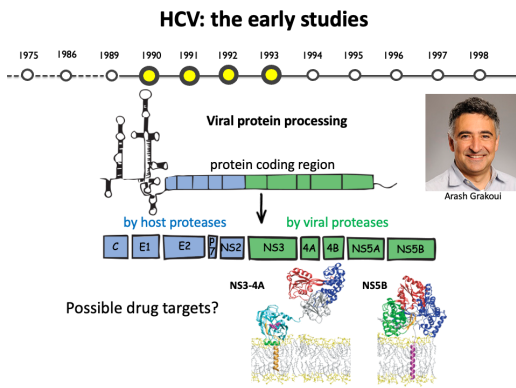 HCV: the early studies
1975 1986 1989 1990 1991 1992 1993 1994 1995 1996 1997 1998
Viral protein processing
protein coding region
Arash Grakoui
by host proteases by viral proteases
C E1 E2 P7 NS2 NS3 4A 4B NS5A NS5B
NS3-4A NS5B
Possible drug targets?